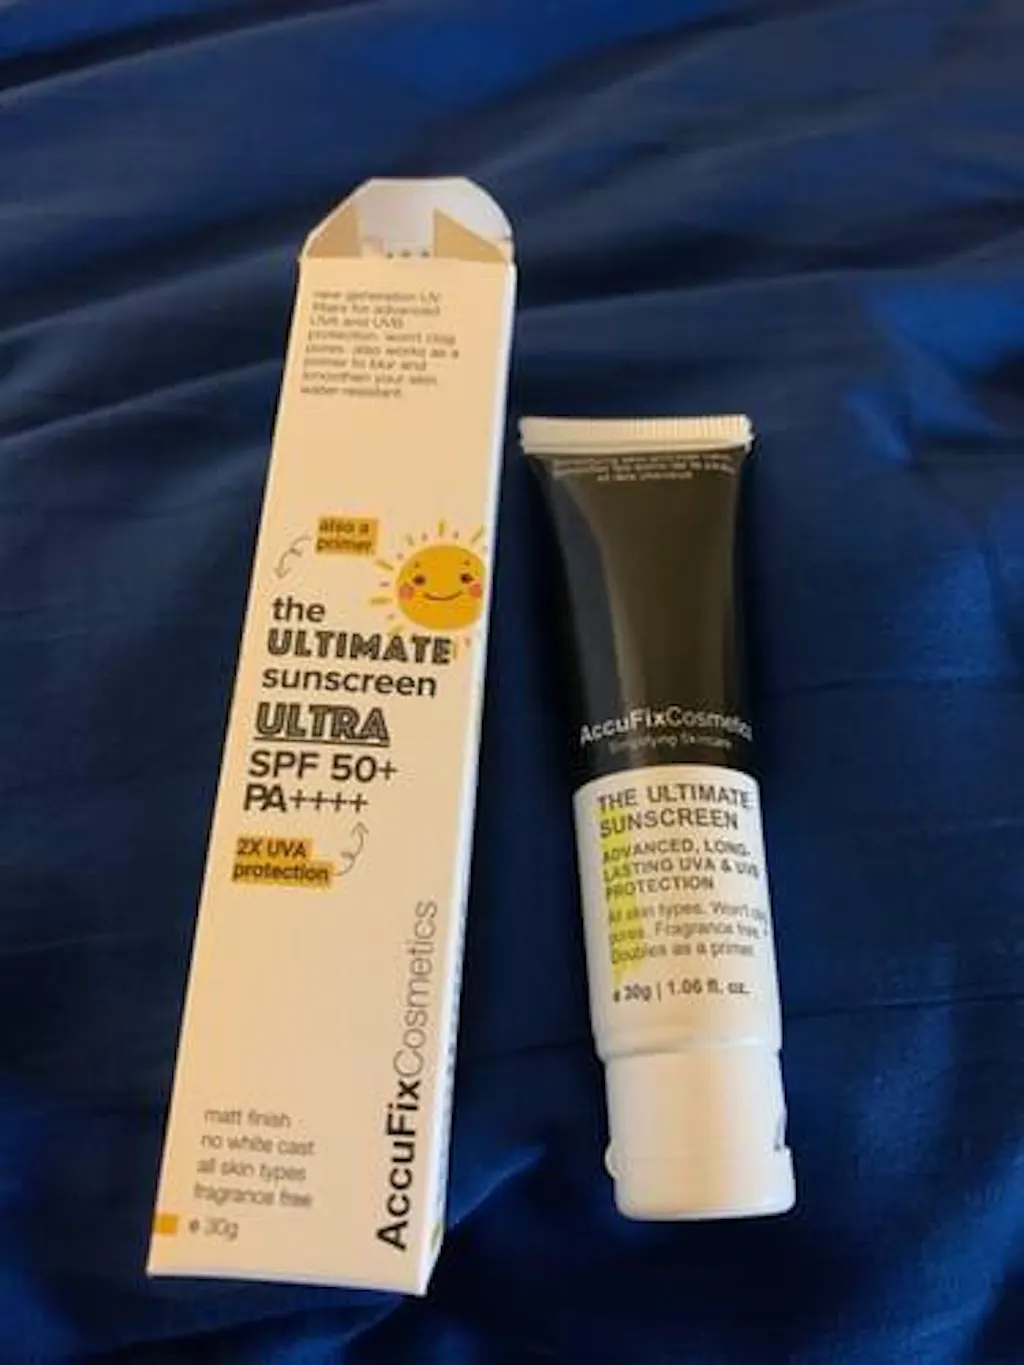 new generation UV
filters for advanced
UVA and UVB
protection. won't clog
pores. also works as a
primer to blur and
smoothen your skin.
water-resistant.
also a
primer
the
ULTIMATE
sunscreen
ULTRA
SPF 50+
PA++++
2X UVA
protection
AccuFixCosmetics
matt finish
no white cast
all skin types
fragrance free
e 30g
AccuFixCosmetics
Simplifying Skincare
THE ULTIMATE
SUNSCREEN
ADVANCED, LONG-
LASTING UVA & UVB
PROTECTION
All skin types. Won't clog
pores. Fragrance free.
Doubles as a primer.
e 30g | 1.06 fl. oz.